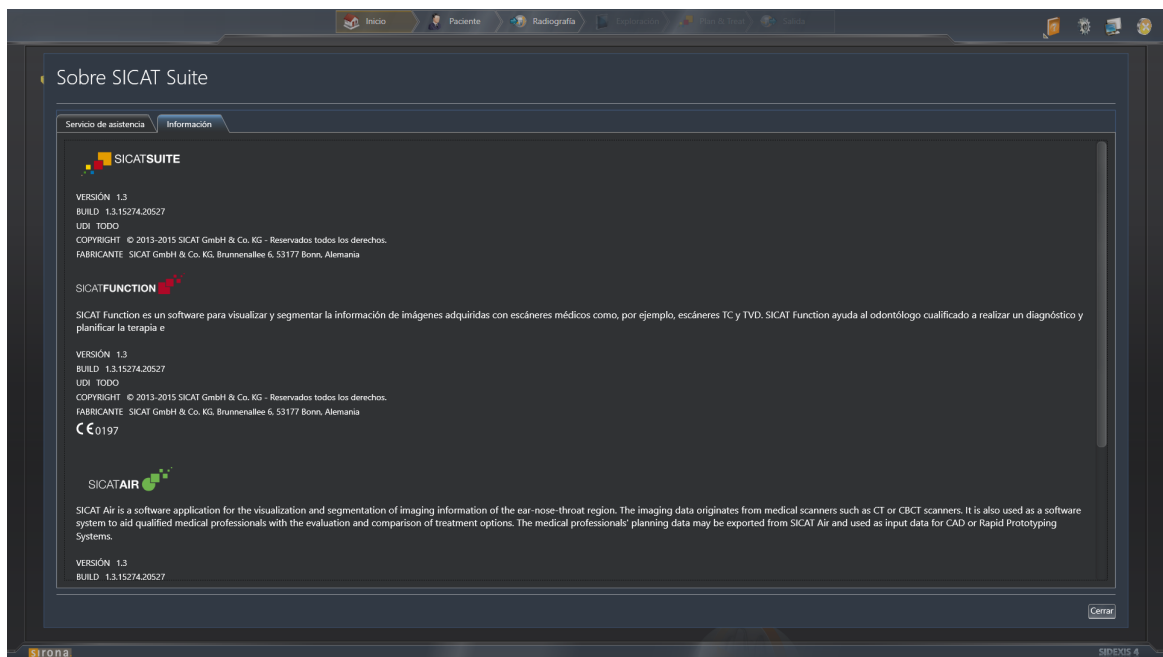 Inicio
Paciente
Radiografía
Exploración
Plan & Treat
Salida
Sobre SICAT Suite
Servicio de asistencia
Información
SICATSUITE
VERSIÓN 1.3
BUILD 1.3.15274.20527
UDI TODO
COPYRIGHT © 2013-2015 SICAT GmbH & Co. KG - Reservados todos los derechos.
FABRICANTE SICAT GmbH & Co. KG, Brunnenallee 6, 53177 Bonn, Alemania
SICATFUNCTION
SICAT Function es un software para visualizar y segmentar la información de imágenes adquiridas con escáneres médicos como, por ejemplo, escáneres TC y TVD. SICAT Function ayuda al odontólogo cualificado a realizar un diagnóstico y
planificar la terapia e
VERSIÓN 1.3
BUILD 1.3.15274.20527
UDI TODO
COPYRIGHT © 2013-2015 SICAT GmbH & Co. KG - Reservados todos los derechos.
FABRICANTE SICAT GmbH & Co. KG, Brunnenallee 6, 53177 Bonn, Alemania
CE0197
SICATAIR
SICAT Air is a software application for the visualization and segmentation of imaging information of the ear-nose-throat region. The imaging data originates from medical scanners such as CT or CBCT scanners. It is also used as a software
system to aid qualified medical professionals with the evaluation and comparison of treatment options. The medical professionals' planning data may be exported from SICAT Air and used as input data for CAD or Rapid Prototyping
Systems.
VERSIÓN 1.3
BUILD 1.3.15274.20527
Cerrar
sirona
SIDEXIS 4